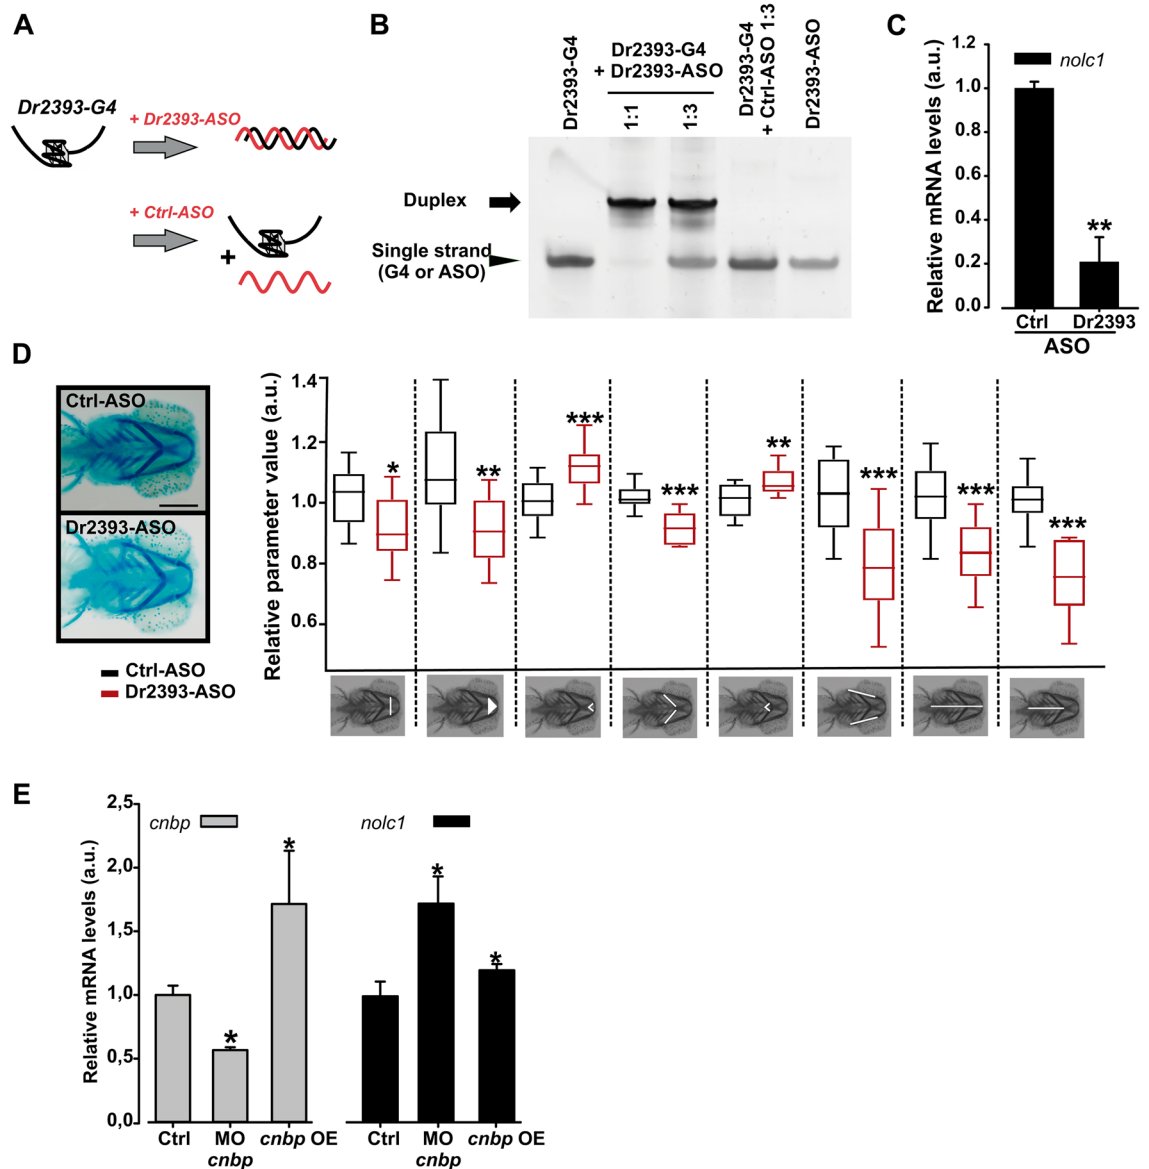 A
Dr2393-G4
+ Dr2393-ASO
+ Ctrl-ASO
+
B
Dr2393-G4
Dr2393-G4
+ Dr2393-ASO
1:1
1:3
Dr2393-G4
+ Ctrl-ASO 1:3
Dr2393-ASO
Duplex
Single strand
(G4 or ASO)
C
Relative mRNA levels (a.u.)
1.2
1.0
0.8
0.6
0.4
0.2
0.0
nolc1
**
Ctrl
Dr2393
ASO
D
Ctrl-ASO
Dr2393-ASO
Ctrl-ASO
Dr2393-ASO
Relative parameter value (a.u.)
1.4
1.2
1.0
0.8
0.6
*
**
***
***
**
***
***
***
E
Relative mRNA levels (a.u.)
2,5
2,0
1,5
1,0
0,5
0,0
cnbp
*
*
Ctrl
MO
cnbp
cnbp OE
nolc1
*
*
Ctrl
MO
cnbp
cnbp OE